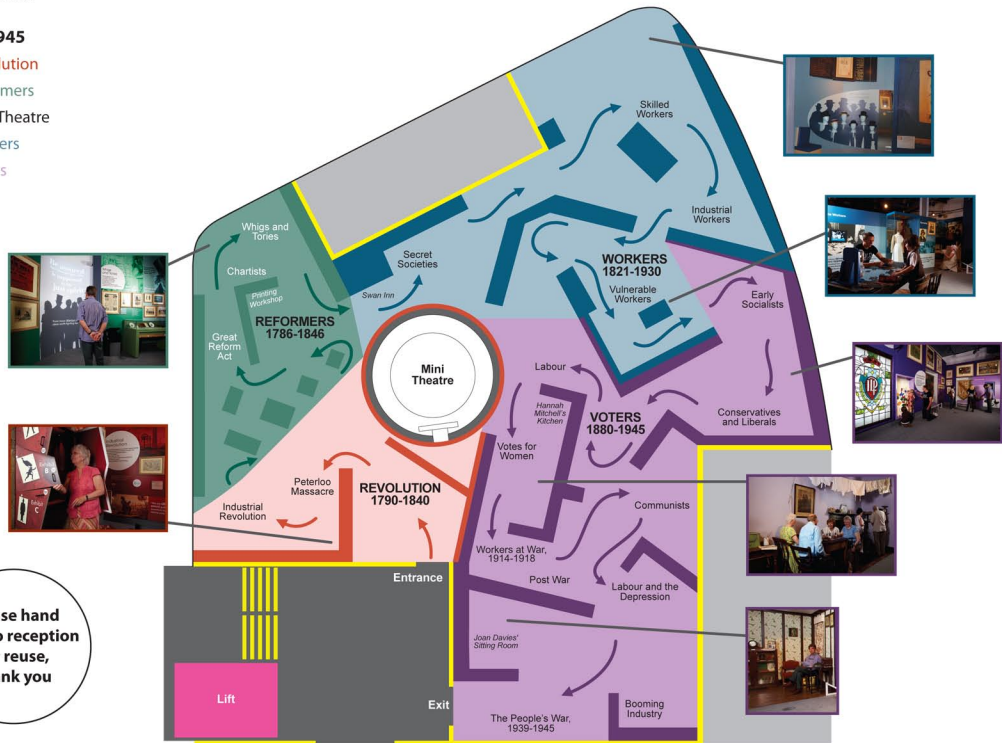 945
lution
mers
Theatre
ers
s
Skilled
Workers
Industrial
Workers
WORKERS
1821-1930
Vulnerable
Workers
Secret
Societies
Swan Inn
Whigs and
Tories
Chartists
Printing
Workshop
REFORMERS
1786-1846
Great
Reform
Act
Mini
Theatre
Early
Socialists
Conservatives
and Liberals
VOTERS
1880-1945
Labour
Hannah
Mitchell's
Kitchen
Votes for
Women
Workers at War,
1914-1918
Communists
Labour and the
Depression
Post War
Joan Davies'
Sitting Room
The People's War,
1939-1945
Booming
Industry
REVOLUTION
1790-1840
Peterloo
Massacre
Industrial
Revolution
Entrance
Exit
Lift
se hand
o reception
reuse,
nk you